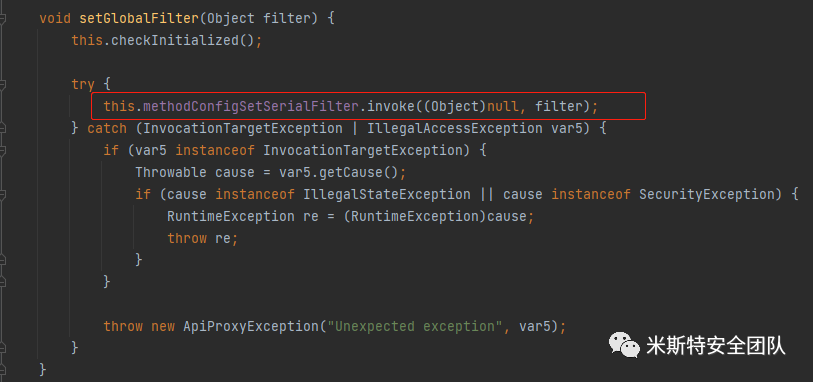 void setGlobalFilter(Object filter) {
    this.checkInitialized();
    try {
        this.methodConfigSetSerialFilter.invoke((Object)null, filter);
    } catch (InvocationTargetException | IllegalAccessException var5) {
        if (var5 instanceof InvocationTargetException) {
            Throwable cause = var5.getCause();
            if (cause instanceof IllegalStateException || cause instanceof SecurityException) {
                RuntimeException re = (RuntimeException)cause;
                throw re;
            }
        }
        throw new ApiProxyException("Unexpected exception", var5);
    }
}
米斯特安全团队